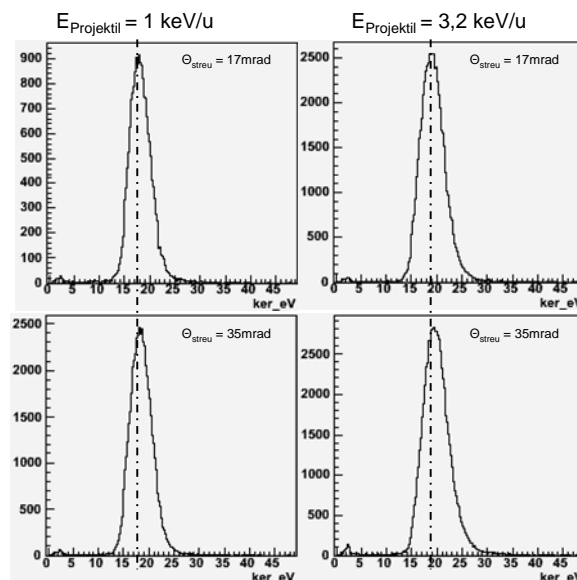 E_Projektil = 1 keV/u
E_Projektil = 3,2 keV/u
Θ_streu = 17mrad
900
800
700
600
500
400
300
200
100
0
0 5 10 15 20 25 30 35 40 45
ker_eV
Θ_streu = 17mrad
2500
2000
1500
1000
500
0
0 5 10 15 20 25 30 35 40 45
ker_eV
Θ_streu = 35mrad
2500
2000
1500
1000
500
0
0 5 10 15 20 25 30 35 40 45
ker_eV
Θ_streu = 35mrad
2500
2000
1500
1000
500
0
0 5 10 15 20 25 30 35 40 45
ker_eV